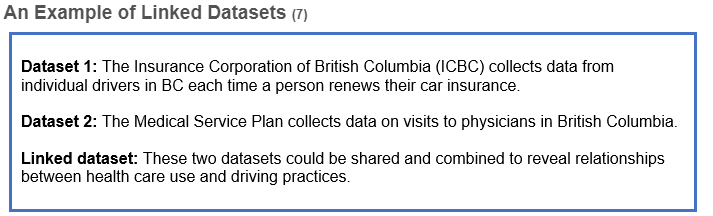 An Example of Linked Datasets (7)
Dataset 1: The Insurance Corporation of British Columbia (ICBC) collects data from
individual drivers in BC each time a person renews their car insurance.
Dataset 2: The Medical Service Plan collects data on visits to physicians in British Columbia.
Linked dataset: These two datasets could be shared and combined to reveal relationships
between health care use and driving practices.